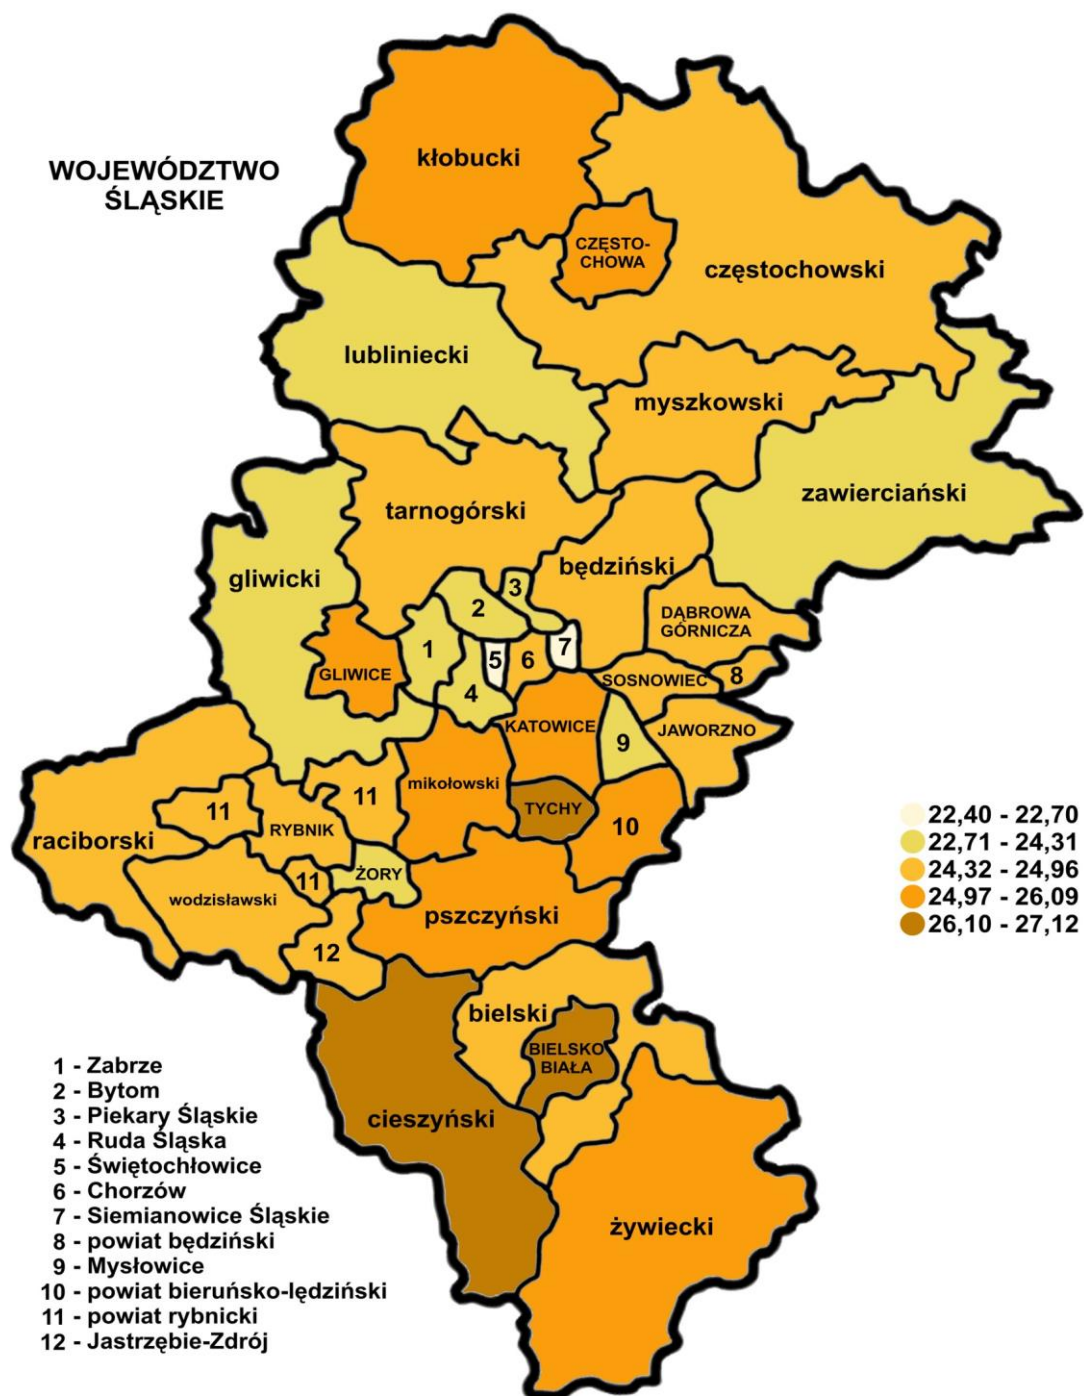 WOJEWÓDZTWO
ŚLĄSKIE
kłobucki
CZĘSTO-
CHOWA
częstochowski
lubliniecki
myszkowski
zawierciański
tarnogórski
będziński
gliwicki
3
2
DĄBROWA
GÓRNICZA
1
7
5
6
GLIWICE
SOSNOWIEC
8
4
KATOWICE
JAWORZNO
9
mikołowski
11
11
TYCHY
10
RYBNIK
raciborski
ŻORY
11
wodzisławski
pszczyński
12
22,40 - 22,70
22,71 - 24,31
24,32 - 24,96
24,97 - 26,09
26,10 - 27,12
bielski
BIELSKO
BIAŁA
cieszyński
żywiecki
1 - Zabrze
2 - Bytom
3 - Piekary Śląskie
4 - Ruda Śląska
5 - Świętochłowice
6 - Chorzów
7 - Siemianowice Śląskie
8 - powiat będziński
9 - Mysłowice
10 - powiat bieruńsko-lędziński
11 - powiat rybnicki
12 - Jastrzębie-Zdrój